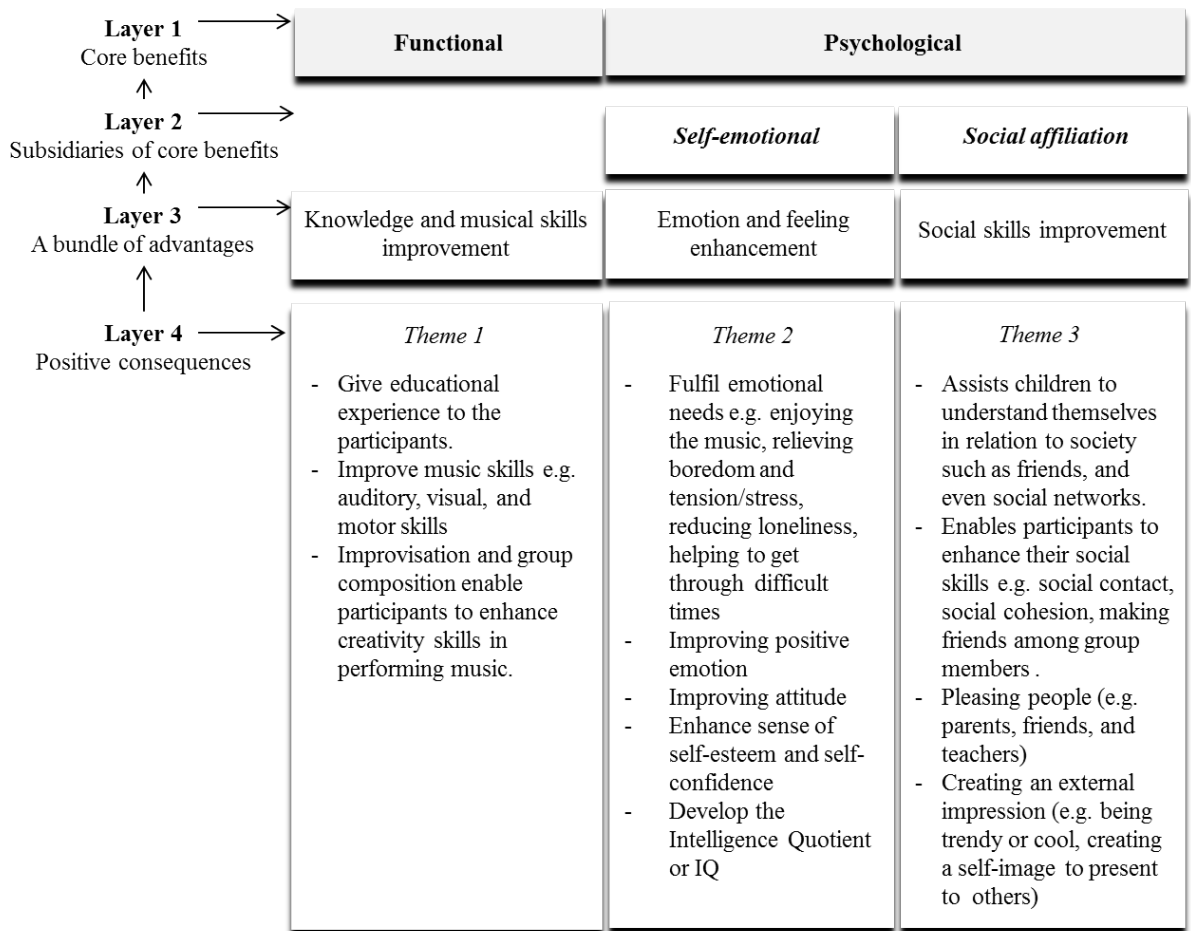 Layer 1
Core benefits
Functional
Psychological
Layer 2
Subsidiaries of core benefits
Self-emotional
Social affiliation
Layer 3
A bundle of advantages
Knowledge and musical skills
improvement
Emotion and feeling
enhancement
Social skills improvement
Layer 4
Positive consequences
Theme 1
- Give educational
experience to the
participants.
- Improve music skills e.g.
auditory, visual, and
motor skills
- Improvisation and group
composition enable
participants to enhance
creativity skills in
performing music.
Theme 2
- Fulfil emotional
needs e.g. enjoying
the music, relieving
boredom and
tension/stress,
reducing loneliness,
helping to get
through difficult
times
- Improving positive
emotion
- Improving attitude
- Enhance sense of
self-esteem and self-
confidence
- Develop the
Intelligence Quotient
or IQ
Theme 3
- Assists children to
understand themselves
in relation to society
such as friends, and
even social networks.
- Enables participants to
enhance their social
skills e.g. social contact,
social cohesion, making
friends among group
members .
- Pleasing people (e.g.
parents, friends, and
teachers)
- Creating an external
impression (e.g. being
trendy or cool, creating
a self-image to present
to others)